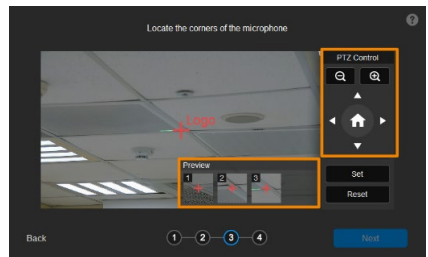 Locate the corners of the microphone
?
PTZ Control
Logo
Preview
1 2 3
Set
Reset
Back
1 2 3 4
Next